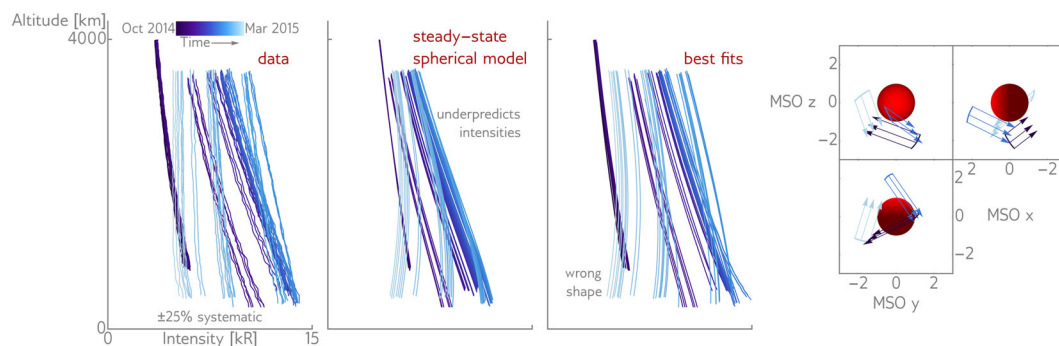 Altitude [km]
4000
0
Oct 2014
Mar 2015
Time
data
±25% systematic
0
Intensity [kR]
15
steady-state
spherical model
underpredicts
intensities
best fits
wrong
shape
2
MSO z
0
-2
2
0
-2
2
0
MSO x
-2
-2
0
2
MSO y